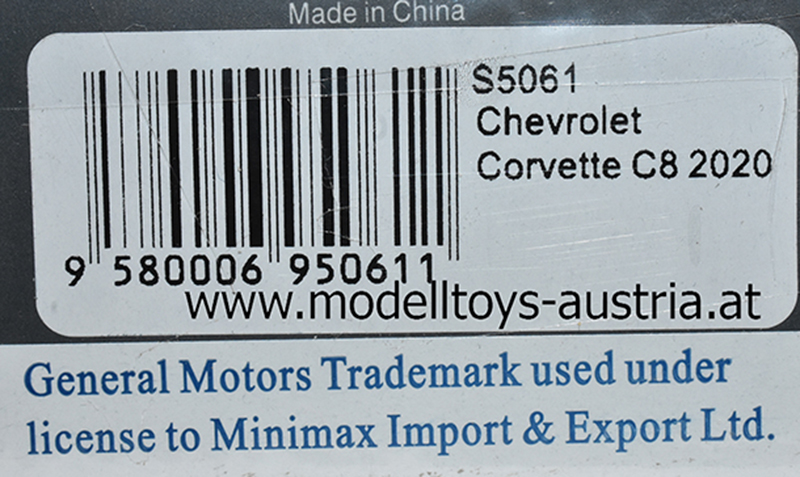 Made in China
S5061
Chevrolet
Corvette C8 2020
9 580006 950611
www.modelltoys-austria.at
General Motors Trademark used under
license to Minimax Import & Export Ltd.